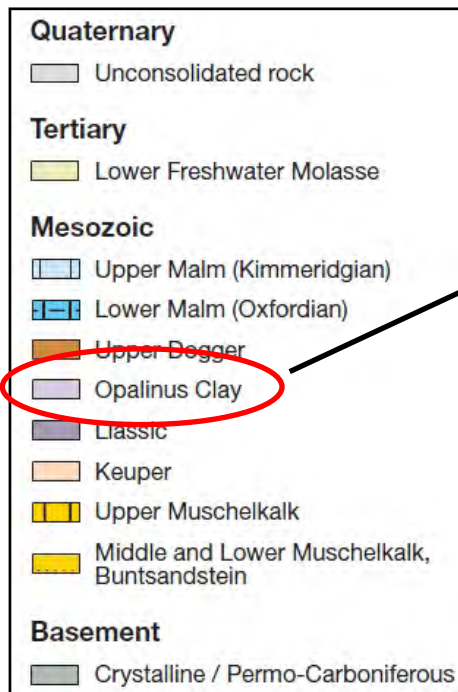 Quaternary
Unconsolidated rock
Tertiary
Lower Freshwater Molasse
Mesozoic
Upper Malm (Kimmeridgian)
Lower Malm (Oxfordian)
Upper Dogger
Opalinus Clay
Liassic
Keuper
Upper Muschelkalk
Middle and Lower Muschelkalk,
Buntsandstein
Basement
Crystalline / Permo-Carboniferous